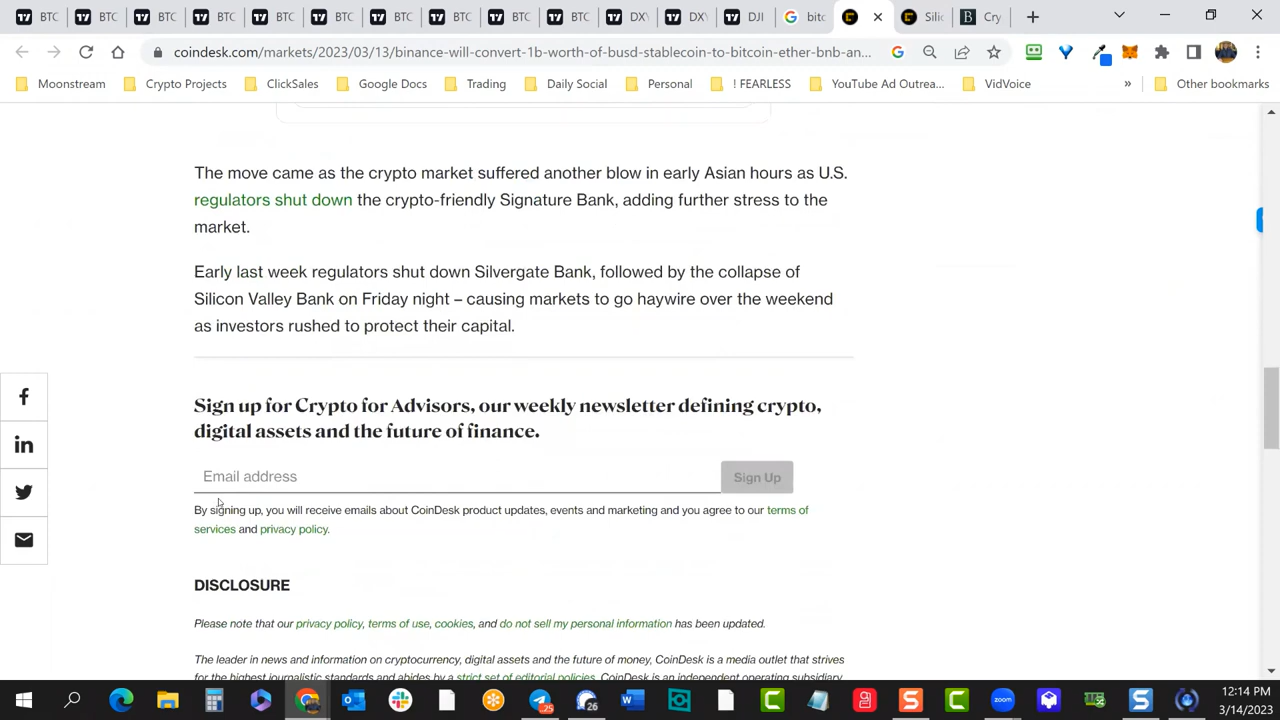 BTC BTC BTC BTC BTC BTC BTC BTC BTC BTC DXY DXY DJI bitc Silic Cry
coindesk.com/markets/2023/03/13/binance-will-convert-1b-worth-of-busd-stablecoin-to-bitcoin-ether-bnb-an...
Moonstream Crypto Projects ClickSales Google Docs Trading Daily Social Personal ! FEARLESS YouTube Ad Outrea... VidVoice » Other bookmarks
The move came as the crypto market suffered another blow in early Asian hours as U.S.
regulators shut down the crypto-friendly Signature Bank, adding further stress to the
market.
Early last week regulators shut down Silvergate Bank, followed by the collapse of
Silicon Valley Bank on Friday night – causing markets to go haywire over the weekend
as investors rushed to protect their capital.
Sign up for Crypto for Advisors, our weekly newsletter defining crypto,
digital assets and the future of finance.
Email address Sign Up
By signing up, you will receive emails about CoinDesk product updates, events and marketing and you agree to our terms of
services and privacy policy.
DISCLOSURE
Please note that our privacy policy, terms of use, cookies, and do not sell my personal information has been updated.
The leader in news and information on cryptocurrency, digital assets and the future of money, CoinDesk is a media outlet that strives
for the highest journalistic standards and abides by a strict set of editorial policies. CoinDesk is an independent operating subsidiary
25 26 zoom
12:14 PM
3/14/2023